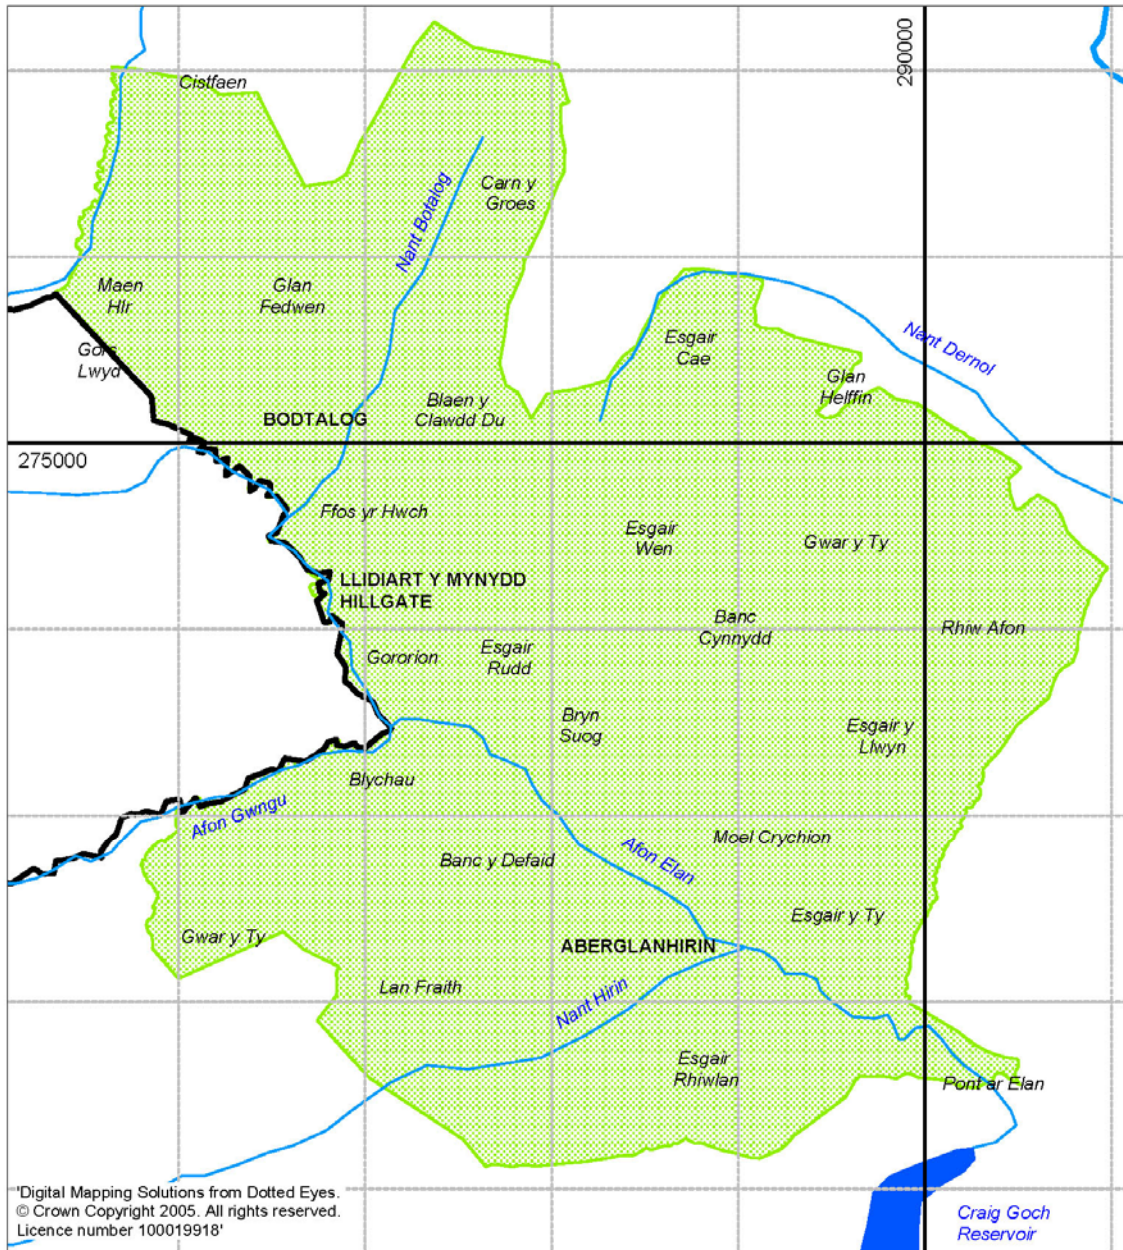 290000
Cistfaen
Carn y
Groes
Nant Botalog
Maen
Hlr
Glan
Fedwen
Gors
Lwyd
Esgair
Cae
Nant Dernol
Glan
Helffin
Blaen y
Clawdd Du
BODTALOG
275000
Ffos yr Hwch
Esgair
Wen
Gwar y Ty
LLIDIART Y MYNYDD
HILLGATE
Banc
Cynnydd
Rhiw Afon
Gororion
Esgair
Rudd
Bryn
Suog
Esgair y
Llwyn
Blychau
Afon Gwngu
Moel Crychion
Afon Elan
Banc y Defaid
Esgair y Ty
Gwar y Ty
ABERGLANHIRIN
Lan Fraith
Nant Hirin
Esgair
Rhiwlan
Pont ar Elan
'Digital Mapping Solutions from Dotted Eyes.
© Crown Copyright 2005. All rights reserved.
Licence number 100019918'
Craig Goch
Reservoir